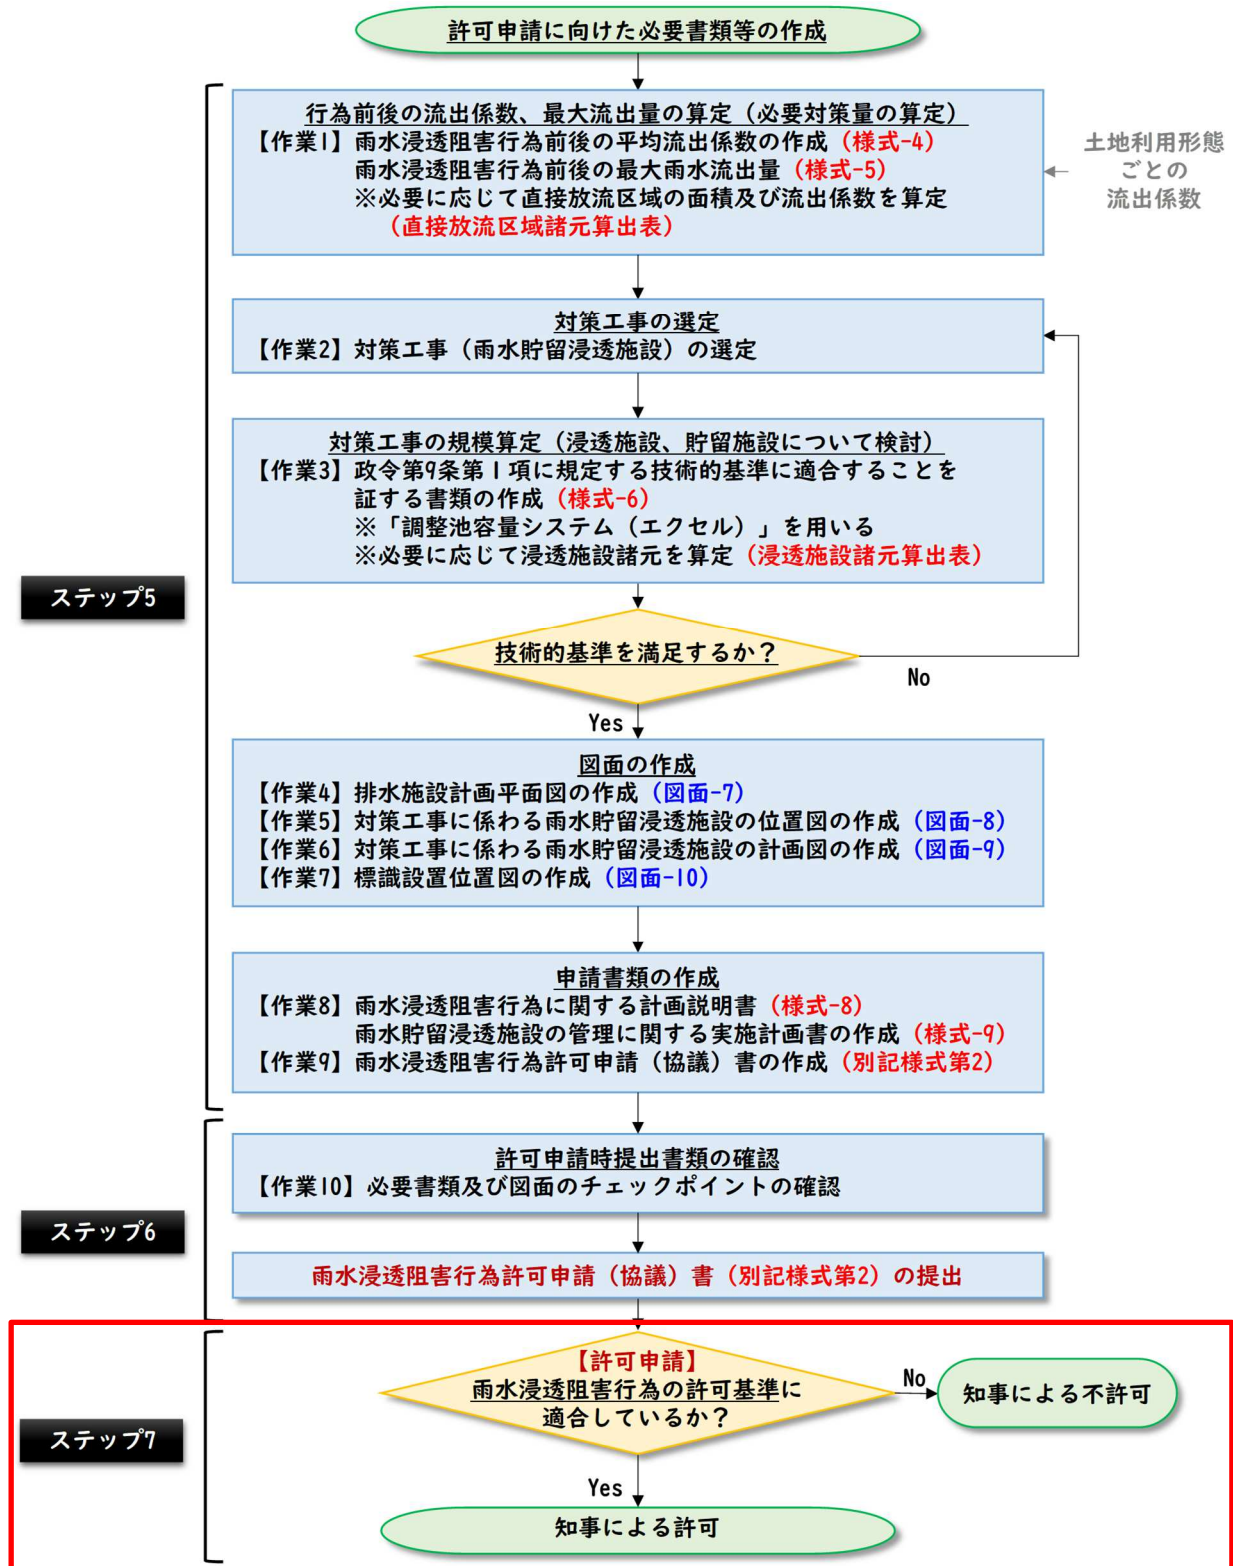 許可申請に向けた必要書類等の作成
行為前後の流出係数、最大流出量の算定（必要対策量の算定）
【作業1】雨水浸透阻害行為前後の平均流出係数の作成（様式-4）
雨水浸透阻害行為前後の最大雨水流出量（様式-5）
※必要に応じて直接放流区域の面積及び流出係数を算定
（直接放流区域諸元算出表）
土地利用形態
ごとの
流出係数
対策工事の選定
【作業2】対策工事（雨水貯留浸透施設）の選定
対策工事の規模算定（浸透施設、貯留施設について検討）
【作業3】政令第9条第1項に規定する技術的基準に適合することを
証する書類の作成（様式-6）
※「調整池容量システム（エクセル）」を用いる
※必要に応じて浸透施設諸元を算定（浸透施設諸元算出表）
ステップ5
技術的基準を満足するか？
No
Yes
図面の作成
【作業4】排水施設計画平面図の作成（図面-7）
【作業5】対策工事に係わる雨水貯留浸透施設の位置図の作成（図面-8）
【作業6】対策工事に係わる雨水貯留浸透施設の計画図の作成（図面-9）
【作業7】標識設置位置図の作成（図面-10）
申請書類の作成
【作業8】雨水浸透阻害行為に関する計画説明書（様式-8）
雨水貯留浸透施設の管理に関する実施計画書の作成（様式-9）
【作業9】雨水浸透阻害行為許可申請（協議）書の作成（別記様式第2）
許可申請時提出書類の確認
【作業10】必要書類及び図面のチェックポイントの確認
ステップ6
雨水浸透阻害行為許可申請（協議）書（別記様式第2）の提出
【許可申請】
雨水浸透阻害行為の許可基準に
適合しているか？
No
知事による不許可
ステップ7
Yes
知事による許可